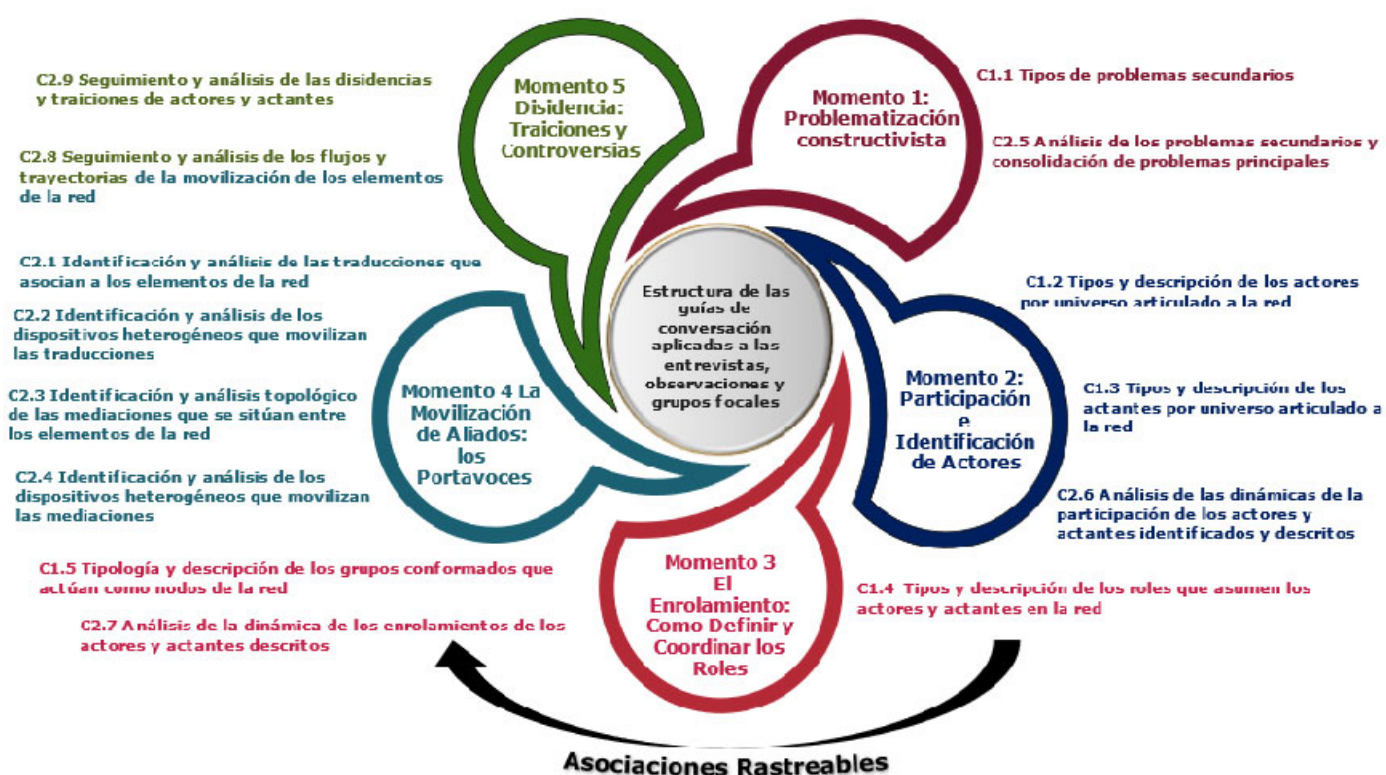 Momento 1:
Problematización
constructivista
C1.1 Tipos de problemas secundarios
C2.5 Análisis de los problemas secundarios y
consolidación de problemas principales
Momento 2:
Participación
e
Identificación
de Actores
C1.2 Tipos y descripción de los actores
por universo articulado a la red
C1.3 Tipos y descripción de los
actantes por universo articulado a
la red
C2.6 Análisis de las dinámicas de la
participación de los actores y
actantes identificados y descritos
Momento 3
El
Enrolamiento:
Como Definir y
Coordinar los
Roles
C1.4 Tipos y descripción de los roles que asumen los
actores y actantes en la red
C1.5 Tipología y descripción de los grupos conformados que
actúan como nodos de la red
C2.7 Análisis de la dinámica de los enrolamientos de los
actores y actantes descritos
Momento 4 La
Movilización
de Aliados:
los
Portavoces
C2.1 Identificación y análisis de las traducciones que
asocian a los elementos de la red
C2.2 Identificación y análisis de los
dispositivos heterogéneos que movilizan
las traducciones
C2.3 Identificación y análisis topológico
de las mediaciones que se sitúan entre
los elementos de la red
C2.4 Identificación y análisis de los
dispositivos heterogéneos que movilizan
las mediaciones
Momento 5
Disidencia:
Traiciones y
Controversias
C2.9 Seguimiento y análisis de las disidencias
y traiciones de actores y actantes
C2.8 Seguimiento y análisis de los flujos y
trayectorias de la movilización de los elementos
de la red
Estructura de las
guías de
conversación
aplicadas a las
entrevistas,
observaciones y
grupos focales
Asociaciones Rastreables